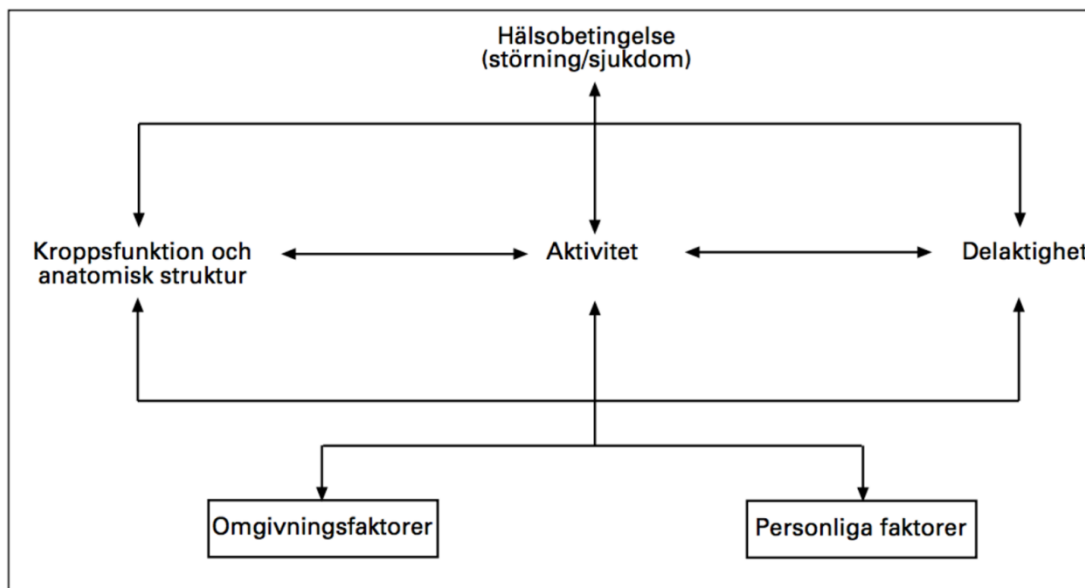 Hälsobetingelse
(störning/sjukdom)
Kroppsfunktion och
anatomisk struktur
Aktivitet
Delaktighet
Omgivningsfaktorer
Personliga faktorer